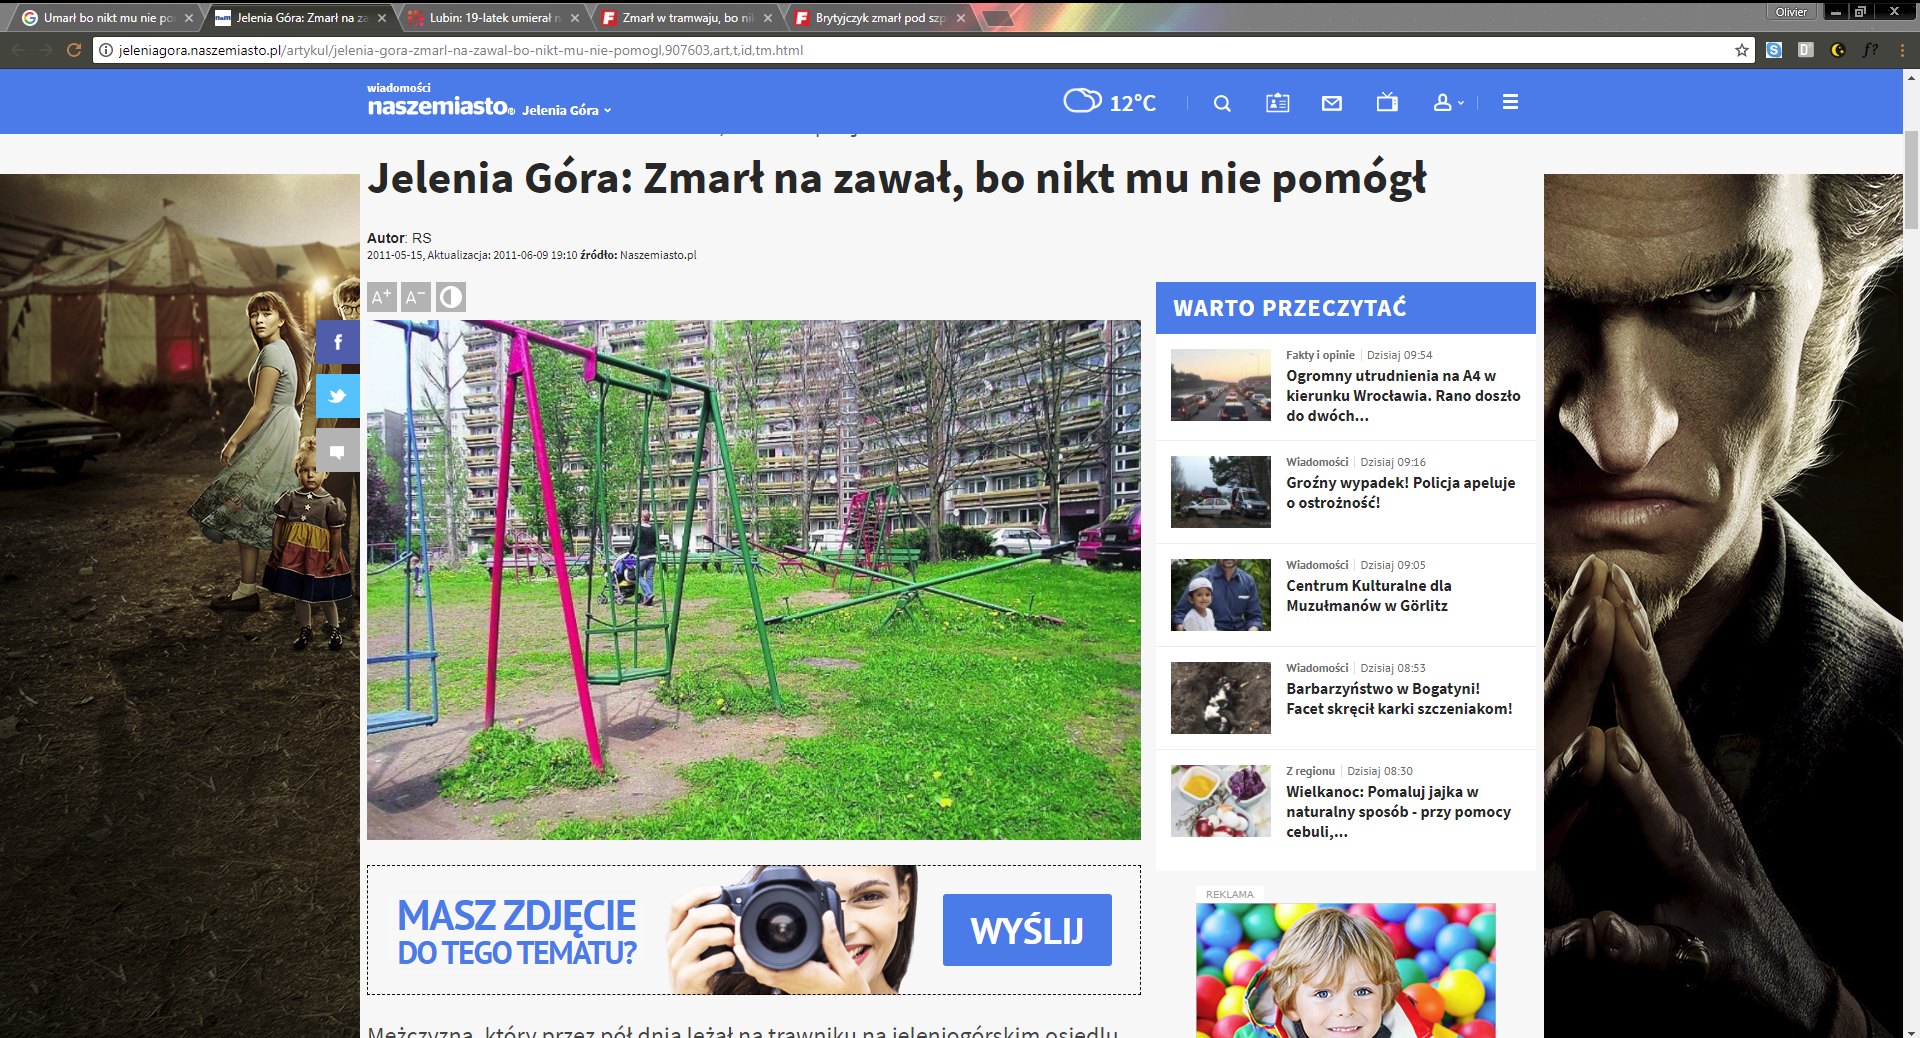 Umarł bo nikt mu nie po
Jelenia Góra: Zmarł na za
Lubin: 19-latek umierał n
Zmarł w tramwaju, bo nik
Brytyjczyk zmarł pod szp
Olivier
jeleniagora.naszemiasto.pl/artykul/jelenia-gora-zmarl-na-zawal-bo-nikt-mu-nie-pomogl,907603,art,t,id,tm.html
wiadomości
naszemiasto
Jelenia Góra
12°C
Jelenia Góra: Zmarł na zawał, bo nikt mu nie pomógł
Autor: RS
2011-05-15, Aktualizacja: 2011-06-09 19:10 źródło: Naszemiasto.pl
A+ A−
WARTO PRZECZYTAĆ
Fakty i opinie | Dzisiaj 09:54
Ogromny utrudnienia na A4 w
kierunku Wrocławia. Rano doszło
do dwóch...
Wiadomości | Dzisiaj 09:16
Groźny wypadek! Policja apeluje
o ostrożność!
Wiadomości | Dzisiaj 09:05
Centrum Kulturalne dla
Muzułmanów w Görlitz
Wiadomości | Dzisiaj 08:53
Barbarzyństwo w Bogatyni!
Facet skręcił karki szczeniakom!
Z regionu | Dzisiaj 08:30
Wielkanoc: Pomaluj jajka w
naturalny sposób - przy pomocy
cebuli,...
MASZ ZDJĘCIE
DO TEGO TEMATU?
WYŚLIJ
REKLAMA
Mężczyzna, który przez pół dnia leżał na trawniku na jeleniogórskim osiedlu